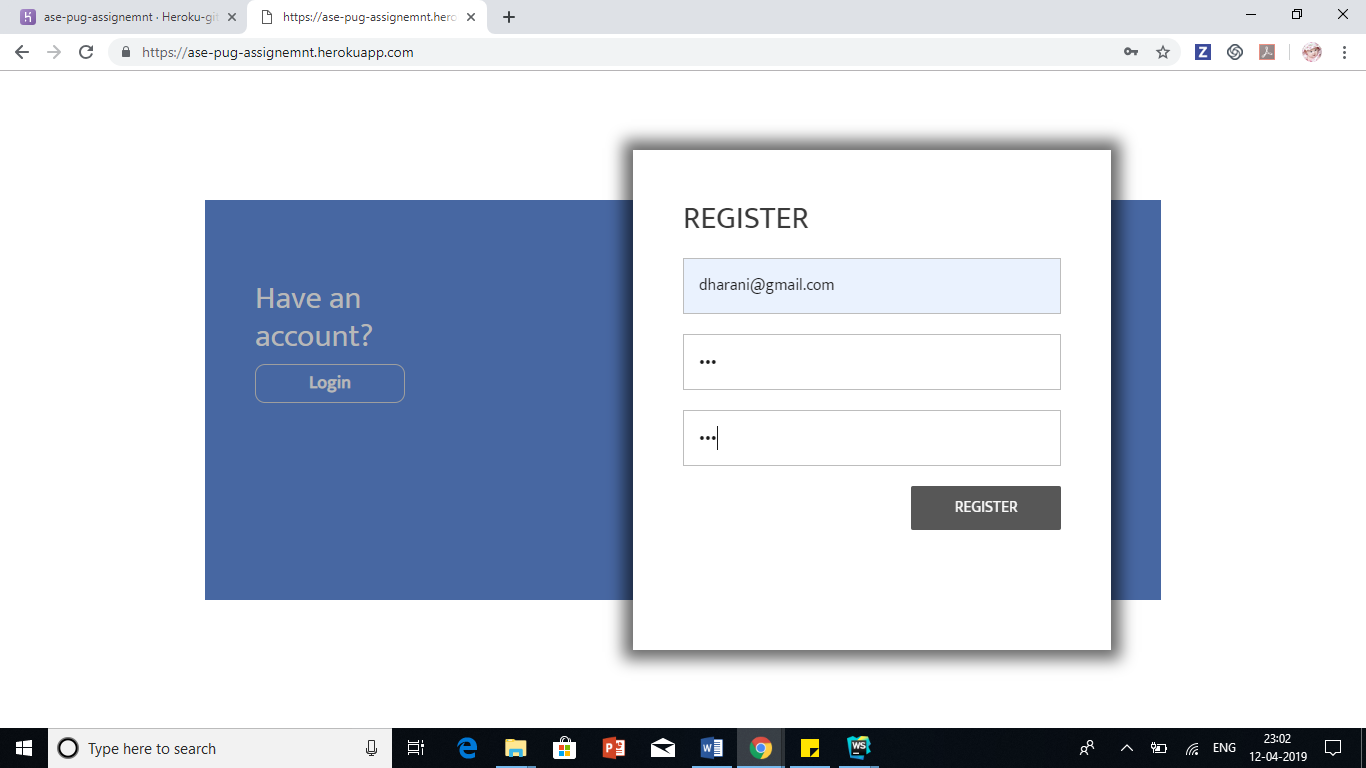 ase-pug-assignemnt · Heroku-git
https://ase-pug-assignemnt.hero
https://ase-pug-assignemnt.herokuapp.com
REGISTER
dharani@gmail.com
•••
•••
REGISTER
Have an
account?
Login
Type here to search
ENG
23:02
12-04-2019